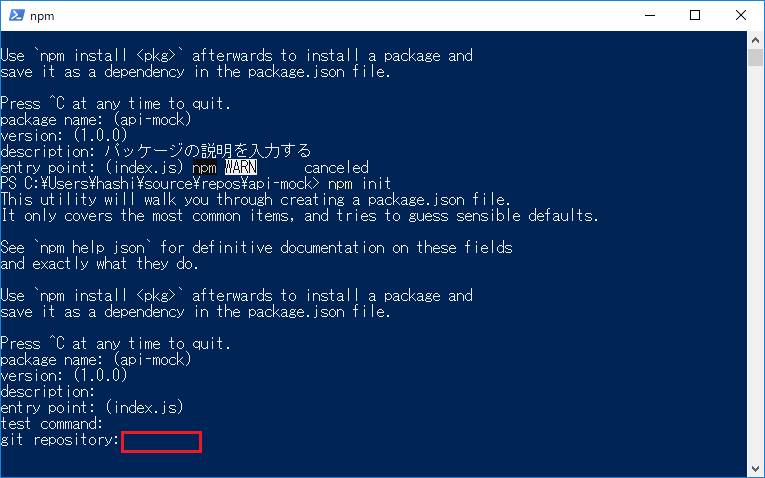 npm
Use `npm install <pkg>` afterwards to install a package and
save it as a dependency in the package.json file.
Press ^C at any time to quit.
package name: (api-mock)
version: (1.0.0)
description: パッケージの説明を入力する
entry point: (index.js) npm WARN canceled
PS C:¥Users¥hashi¥source¥repos¥api-mock> npm init
This utility will walk you through creating a package.json file.
It only covers the most common items, and tries to guess sensible defaults.
See `npm help json` for definitive documentation on these fields
and exactly what they do.
Use `npm install <pkg>` afterwards to install a package and
save it as a dependency in the package.json file.
Press ^C at any time to quit.
package name: (api-mock)
version: (1.0.0)
description:
entry point: (index.js)
test command:
git repository: